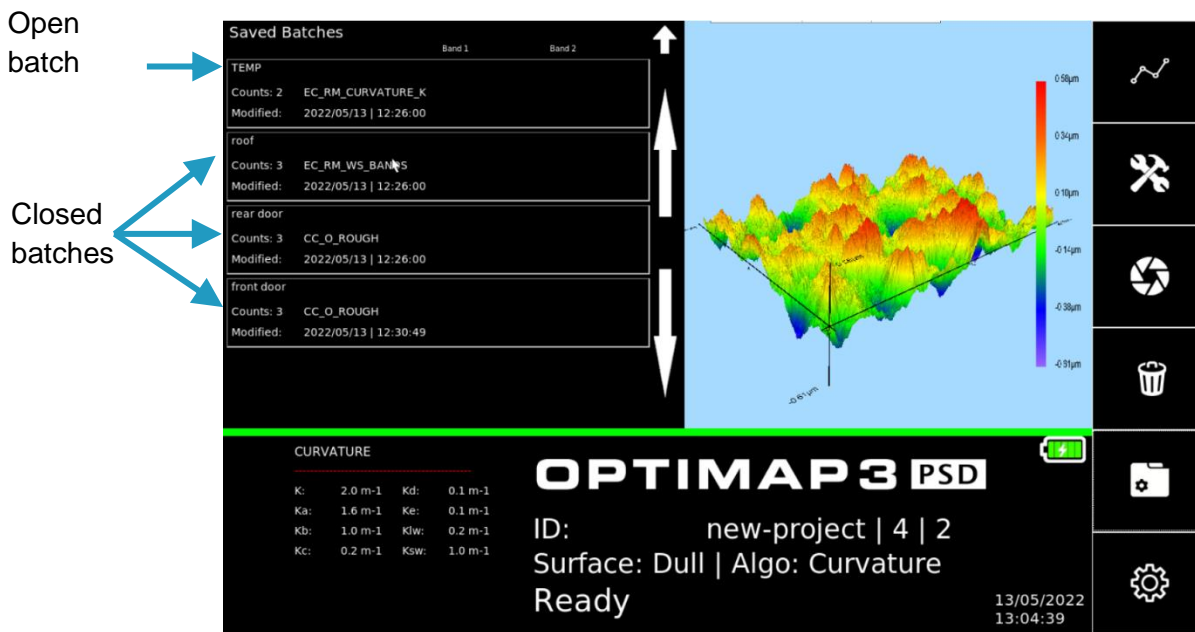 Open
batch
Closed
batches
Saved Batches
Band 1 Band 2
TEMP
Counts: 2 EC_RM_CURVATURE_K
Modified: 2022/05/13 | 12:26:00
roof
Counts: 3 EC_RM_WS_BANDS
Modified: 2022/05/13 | 12:26:00
rear door
Counts: 3 CC_O_ROUGH
Modified: 2022/05/13 | 12:26:00
front door
Counts: 3 CC_O_ROUGH
Modified: 2022/05/13 | 12:30:49
0.58µm
0.34µm
0.10µm
-0.14µm
-0.38µm
-0.61µm
CURVATURE
K: 2.0 m-1 Kd: 0.1 m-1
Ka: 1.6 m-1 Ke: 0.1 m-1
Kb: 1.0 m-1 Klw: 0.2 m-1
Kc: 0.2 m-1 Ksw: 1.0 m-1
OPTIMAP3 PSD
ID: new-project | 4 | 2
Surface: Dull | Algo: Curvature
Ready
13/05/2022
13:04:39